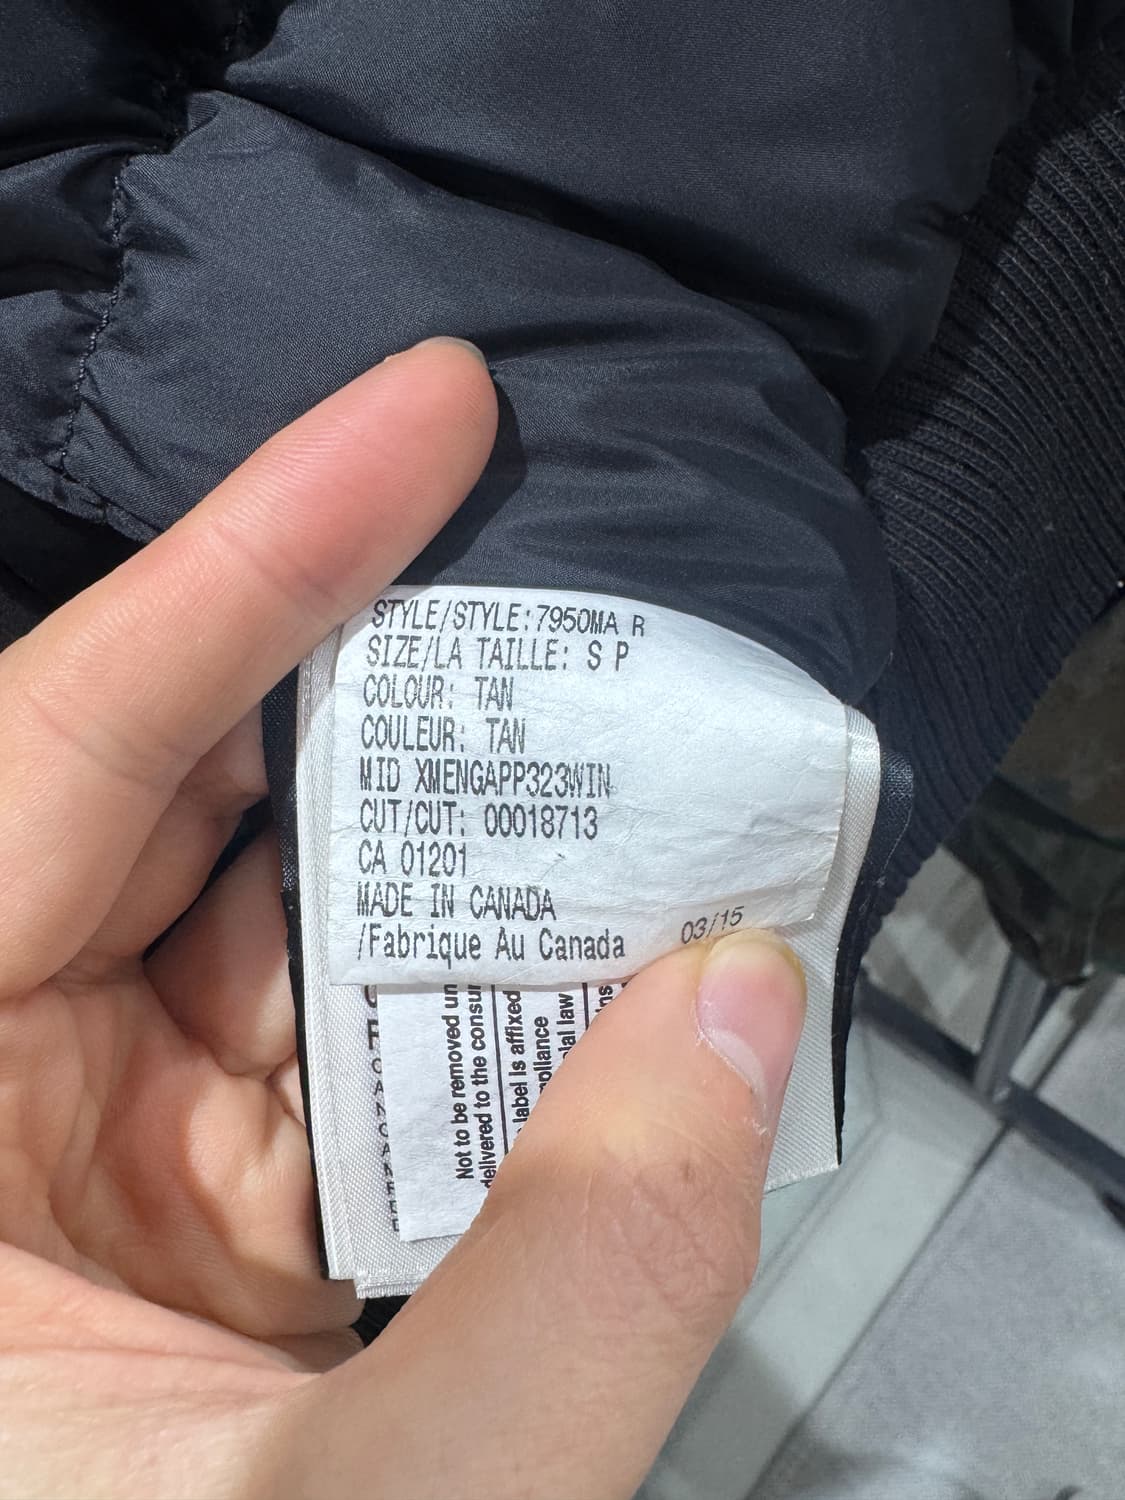 STYLE/STYLE:7950MA R
SIZE/LA TAILLE: S P
COLOUR: TAN
COULEUR: TAN
MID XMENGAPP323WIN
CUT/CUT: 00018713
CA 01201
MADE IN CANADA
/Fabrique Au Canada
03/15
Not to be removed un
delivered to the consu
label is affixed